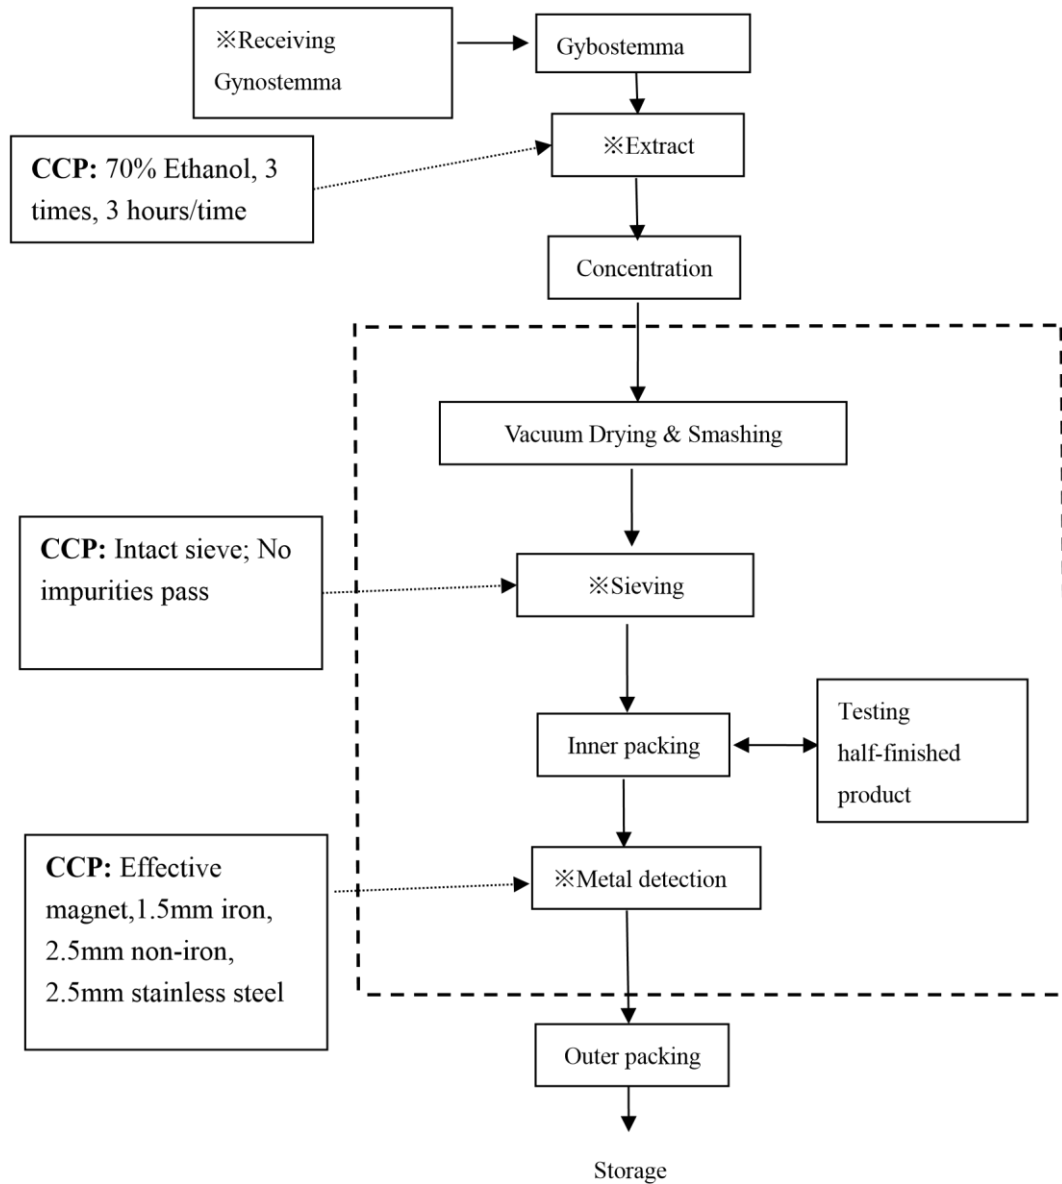 ※Receiving
Gynostemma
Gybostemma
※Extract
CCP: 70% Ethanol, 3
times, 3 hours/time
Concentration
Vacuum Drying & Smashing
CCP: Intact sieve; No
impurities pass
※Sieving
Inner packing
Testing
half-finished
product
CCP: Effective
magnet,1.5mm iron,
2.5mm non-iron,
2.5mm stainless steel
※Metal detection
Outer packing
Storage